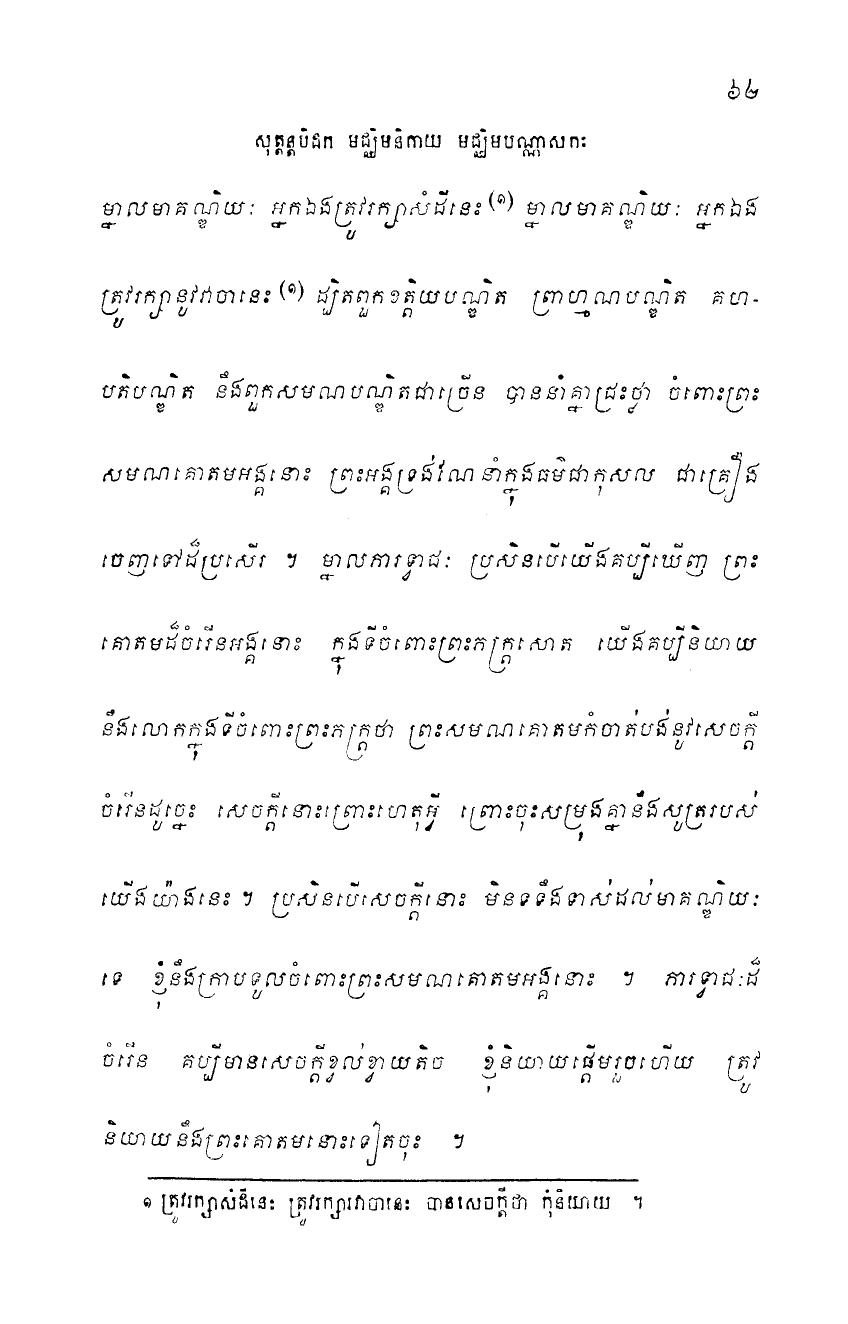 ៦២
សុត្តន្តបិដក មជ្ឈិមនិកាយ មជ្ឈិមបណ្ណាសកៈ
ម្នាលមាគណ្ឌិយៈ អ្នកឯងត្រូវរក្សាសំដីនេះ (១) ម្នាលមាគណ្ឌិយៈ អ្នកឯង
ត្រូវរក្សានូវវាចានេះ (១) ដ្បិតពួកខត្តិយបណ្ឌិត ព្រាហ្មណបណ្ឌិត គហ-
បតិបណ្ឌិត នឹងពួកសមណបណ្ឌិតជាច្រើន បាននាំគ្នាជ្រះថ្លា ចំពោះព្រះ
សមណគោតមអង្គនោះ ព្រះអង្គទ្រង់វែណនាំក្នុងធម៌ជាកុសល ជាគ្រឿង
ចេញទៅដ៏ប្រសើរ ។ ម្នាលភារទ្វាជៈ ប្រសិនបើយើងគប្បីឃើញ ព្រះ
គោតមដ៏ចំរើនអង្គនោះ ក្នុងទីចំពោះព្រះភក្ត្រសោត យើងគប្បីនិយាយ
នឹងលោកក្នុងទីចំពោះព្រះភក្ត្រថា ព្រះសមណគោតមកំចាត់បង់នូវសេចក្តី
ចំរើនដូច្នេះ សេចក្តីនោះព្រោះហេតុអ្វី ព្រោះចុះសម្រុងគ្នានឹងសូត្ររបស់
យើងយ៉ាងនេះ ។ ប្រសិនបើសេចក្តីនោះ មិនទទឹងទាស់ដល់មាគណ្ឌិយៈ
ទេ ខ្ញុំនឹងក្រាបទូលចំពោះព្រះសមណគោតមអង្គនោះ ។ ភារទ្វាជៈដ៏
ចំរើន គប្បីមានសេចក្តីខ្វល់ខ្វាយតិច ខ្ញុំនិយាយផ្តើមរួចហើយ ត្រូវ
និយាយនឹងព្រះគោតមនោះទៀតចុះ ។
១ ត្រូវរក្សាសំដីនេះ ត្រូវរក្សាវាចានេះ បានសេចក្តីថា កុំនិយាយ ។